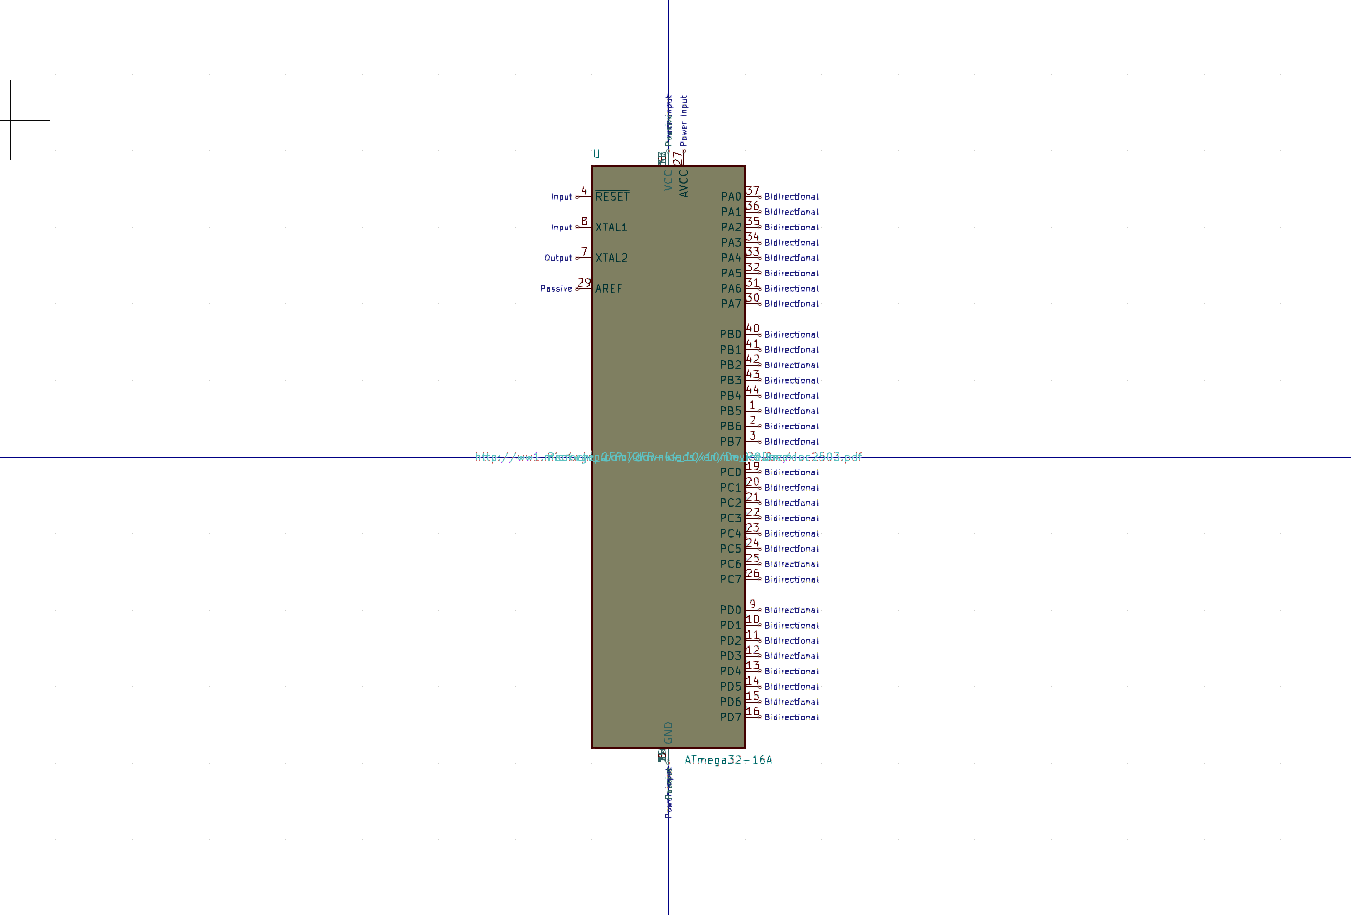 Power Input
U
27
VCC
AVCC
Input 4 RESET
Input 8 XTAL1
Output 7 XTAL2
Passive 29 AREF
PA0 37 Bidirectional
PA1 36 Bidirectional
PA2 35 Bidirectional
PA3 34 Bidirectional
PA4 33 Bidirectional
PA5 32 Bidirectional
PA6 31 Bidirectional
PA7 30 Bidirectional
PB0 40 Bidirectional
PB1 41 Bidirectional
PB2 42 Bidirectional
PB3 43 Bidirectional
PB4 44 Bidirectional
PB5 1 Bidirectional
PB6 2 Bidirectional
PB7 3 Bidirectional
PC0 19 Bidirectional
PC1 20 Bidirectional
PC2 21 Bidirectional
PC3 22 Bidirectional
PC4 23 Bidirectional
PC5 24 Bidirectional
PC6 25 Bidirectional
PC7 26 Bidirectional
PD0 9 Bidirectional
PD1 10 Bidirectional
PD2 11 Bidirectional
PD3 12 Bidirectional
PD4 13 Bidirectional
PD5 14 Bidirectional
PD6 15 Bidirectional
PD7 16 Bidirectional
GND
ATmega32-16A